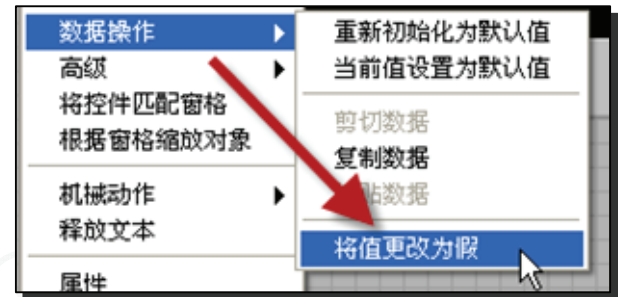 数据操作
高级
将控件匹配窗格
根据窗格缩放对象
机械动作
释放文本
属性
重新初始化为默认值
当前值设置为默认值
剪切数据
复制数据
贴数据
将值更改为假